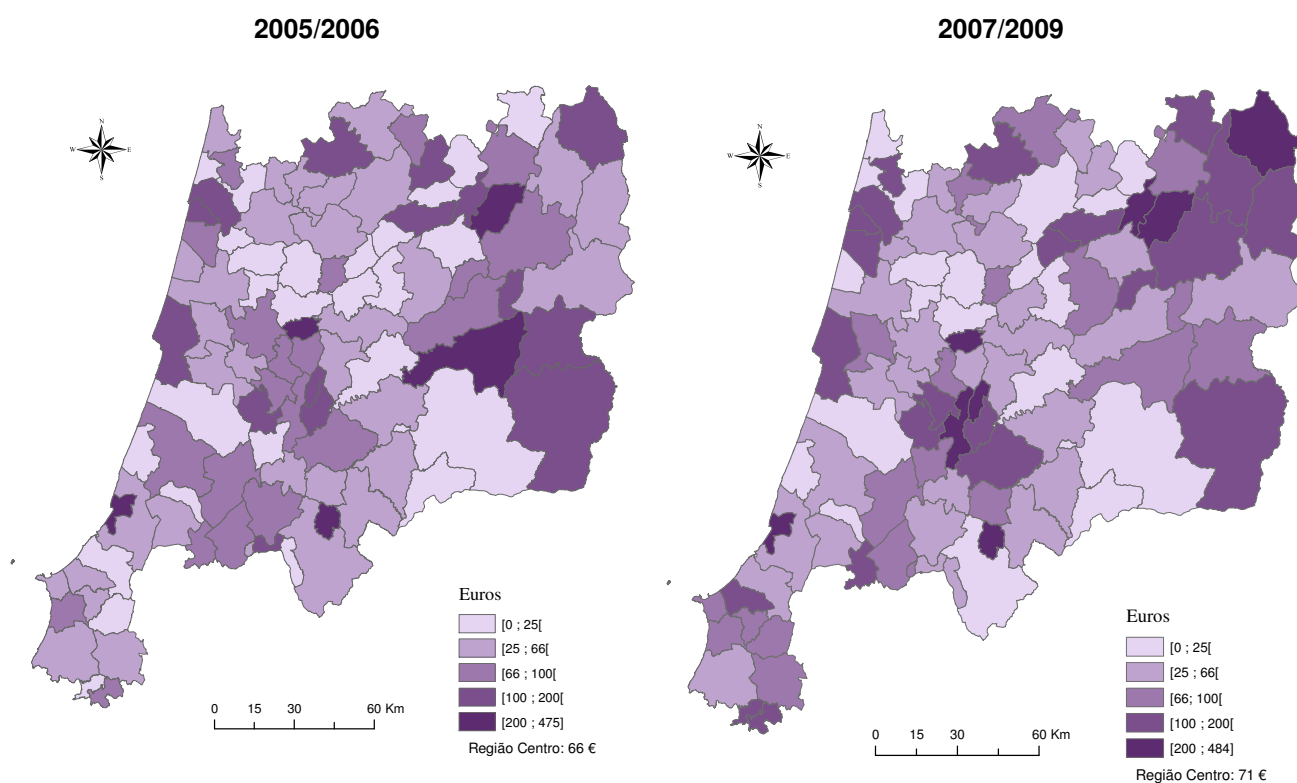 2005/2006
N
W
E
S
Euros
[0 ; 25[
[25 ; 66[
[66 ; 100[
[100 ; 200[
[200 ; 475]
0 15 30 60 Km
Região Centro: 66 €
2007/2009
N
W
E
S
Euros
[0 ; 25[
[25 ; 66[
[66; 100[
[100 ; 200[
[200 ; 484]
0 15 30 60 Km
Região Centro: 71 €